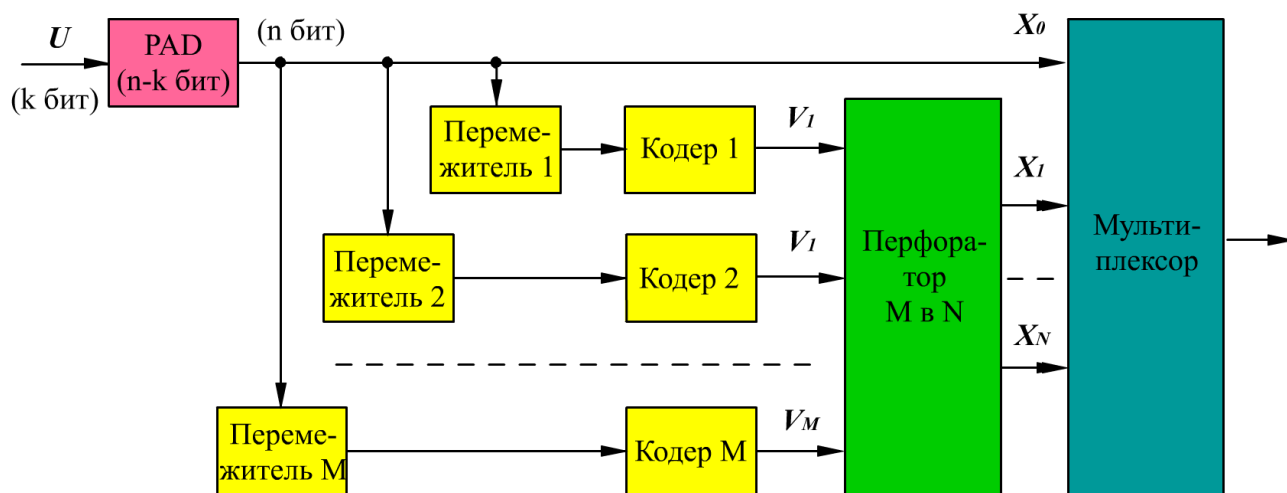 U
(k бит)
PAD
(n-k бит)
(n бит)
X0
Переме-
житель 1
Кодер 1
V1
X1
Переме-
житель 2
Кодер 2
V1
Перфора-
тор
M в N
Мульти-
плексор
XN
Переме-
житель M
Кодер M
VM